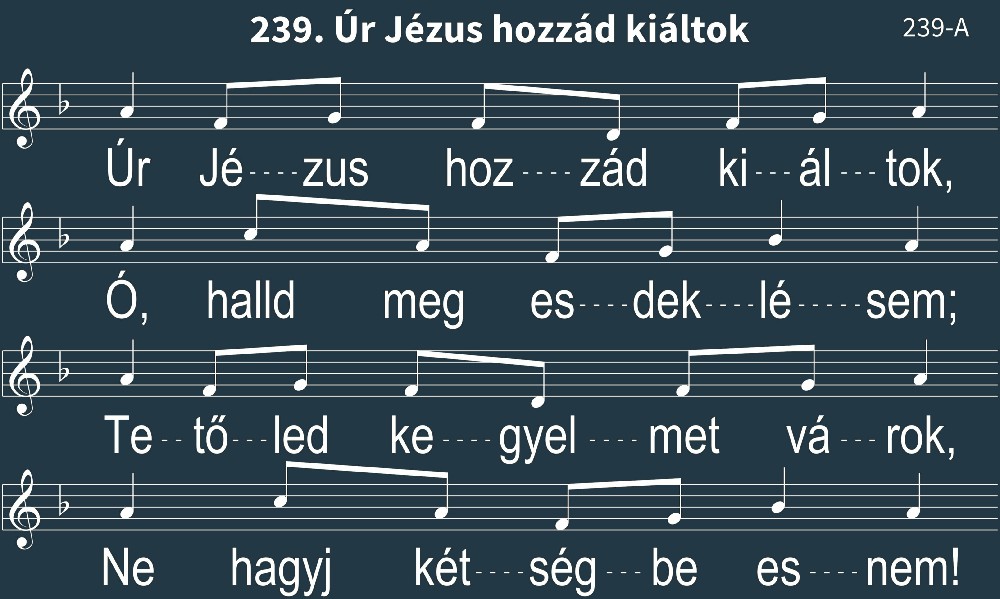 239. Úr Jézus hozzád kiáltok
239-A
Úr Jé----zus hoz----zád ki---ál---tok,
Ó, halld meg es----dek----lé-----sem;
Te--tő---led ke----gyel----met vá---rok,
Ne hagyj két----ség---be es----nem!